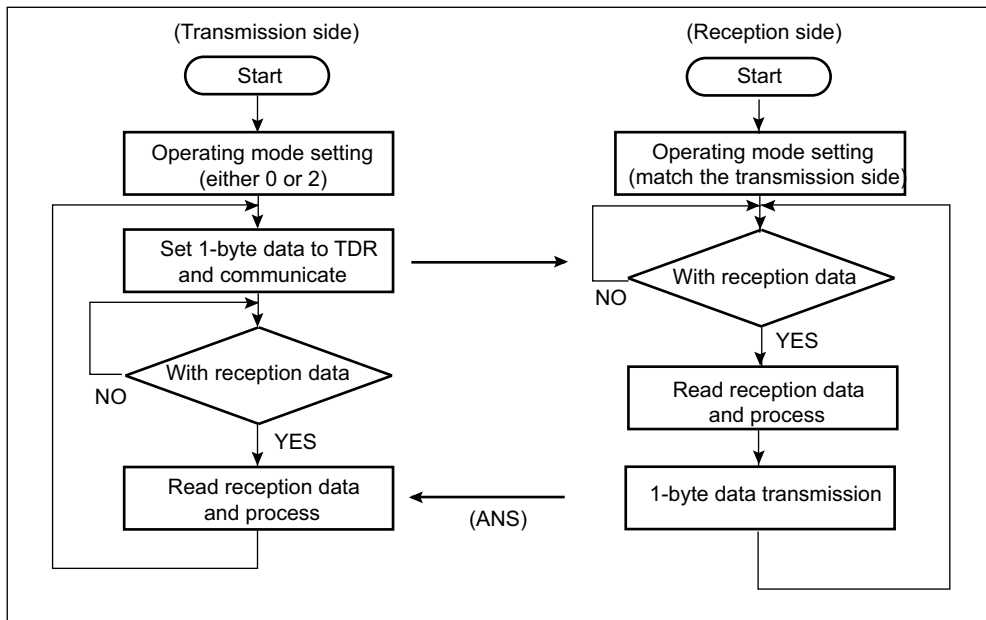 (Transmission side)
Start
Operating mode setting
(either 0 or 2)
Set 1-byte data to TDR
and communicate
With reception data
NO
YES
Read reception data
and process
(ANS)
(Reception side)
Start
Operating mode setting
(match the transmission side)
With reception data
NO
YES
Read reception data
and process
1-byte data transmission